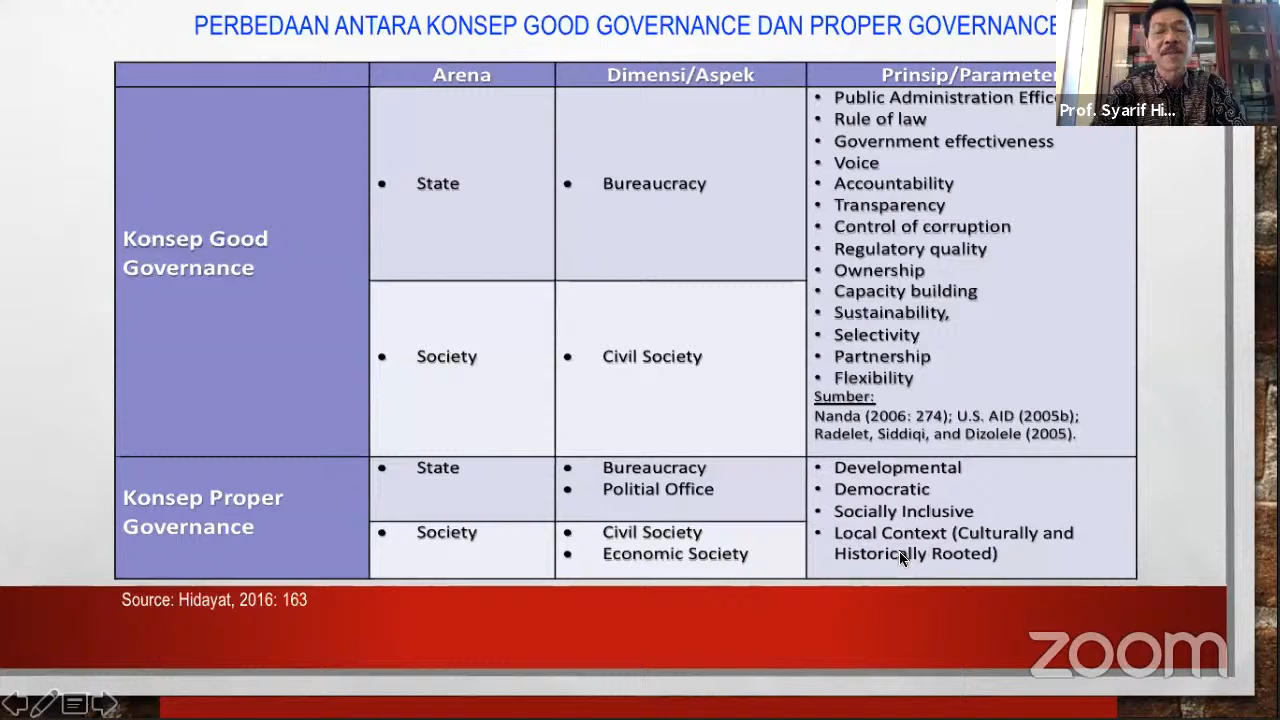 PERBEDAAN ANTARA KONSEP GOOD GOVERNANCE DAN PROPER GOVERNANCE
Arena
Dimensi/Aspek
Prinsip/Parameter
Prof. Syarif Hi...
Konsep Good
Governance
• State
• Bureaucracy
• Public Administration
• Rule of law
• Government effectiveness
• Voice
• Accountability
• Transparency
• Control of corruption
• Regulatory quality
• Ownership
• Capacity building
• Sustainability,
• Selectivity
• Partnership
• Flexibility
Sumber:
Nanda (2006: 274); U.S. AID (2005b);
Radelet, Siddiqi, and Dizolele (2005).
• Society
• Civil Society
Konsep Proper
Governance
• State
• Bureaucracy
• Politial Office
• Developmental
• Democratic
• Socially Inclusive
• Local Context (Culturally and
Historically Rooted)
• Society
• Civil Society
• Economic Society
Source: Hidayat, 2016: 163
zoom